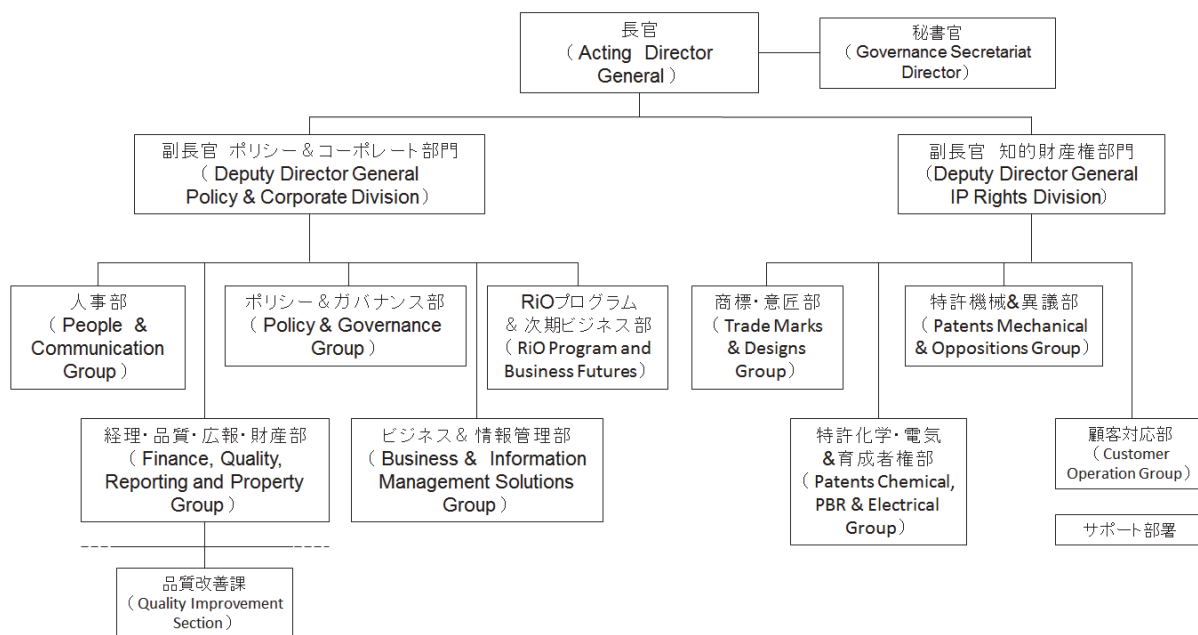 長官
（ Acting Director
General ）
秘書官
（ Governance Secretariat
Director）
副長官 ポリシー＆コーポレート部門
（ Deputy Director General
Policy & Corporate Division）
副長官 知的財産権部門
（Deputy Director General
IP Rights Division）
人事部
（ People &
Communication
Group ）
ポリシー＆ガバナンス部
（ Policy & Governance
Group ）
RiOプログラム
& 次期ビジネス部
（ RiO Program and
Business Futures）
商標・意匠部
（ Trade Marks
& Designs
Group ）
特許機械&異議部
（ Patents Mechanical
& Oppositions Group ）
経理・品質・広報・財産部
（ Finance, Quality,
Reporting and Property
Group ）
ビジネス& 情報管理部
（ Business & Information
Management Solutions
Group ）
特許化学・電気
&育成者権部
（ Patents Chemical,
PBR & Electrical
Group ）
顧客対応部
（ Customer
Operation Group ）
サポート部署
品質改善課
（ Quality Improvement
Section ）